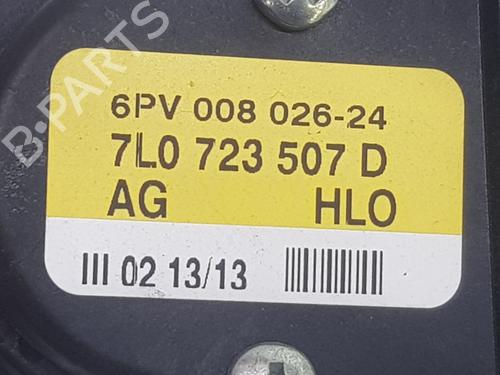 B-PARTS
6PV 008 026-24
7L0 723 507 D
AG HLO
III 02 13/13